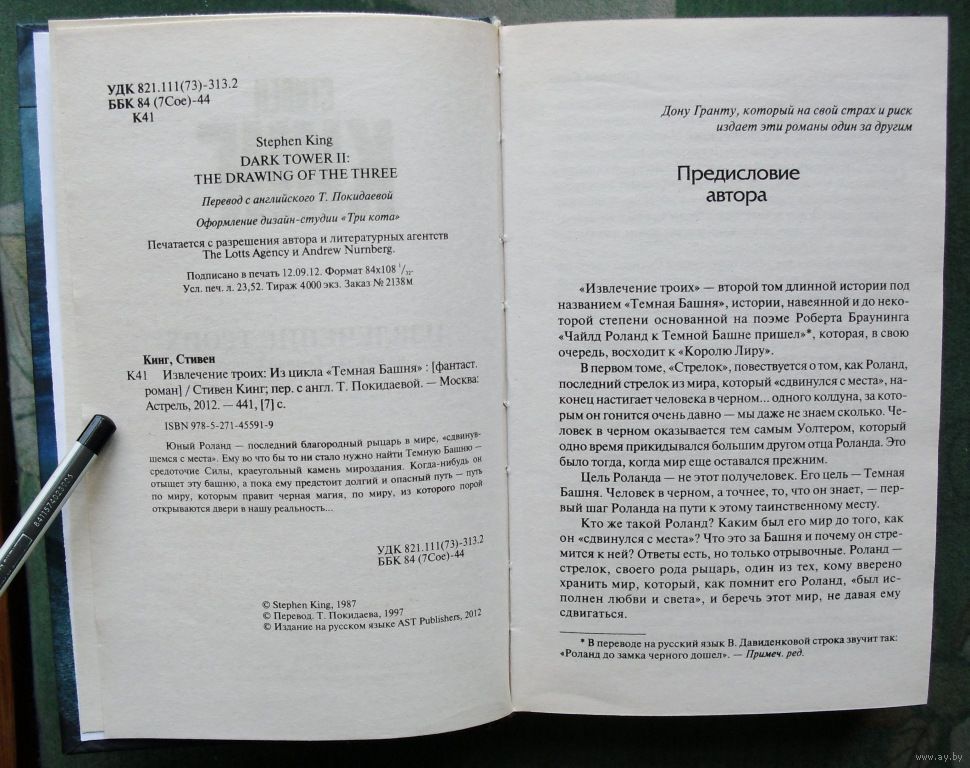 УДК 821.111(73)-313.2
ББК 84 (7Сое)-44
К41
Stephen King
DARK TOWER II:
THE DRAWING OF THE THREE
Перевод с английского Т. Покидаевой
Оформление дизайн-студии «Три кота»
Печатается с разрешения автора и литературных агентств
The Lotts Agency и Andrew Nurnberg.
Подписано в печать 12.09.12. Формат 84х108 1/32.
Усл. печ. л. 23,52. Тираж 4000 экз. Заказ № 2138м
Кинг, Стивен
К41 Извлечение троих: Из цикла «Темная Башня» : [фантаст.
роман] / Стивен Кинг; пер. с англ. Т. Покидаевой. — Москва:
Астрель, 2012. — 441, [7] с.
ISBN 978-5-271-45591-9
Юный Роланд — последний благородный рыцарь в мире, «сдвинув-
шемся с места». Ему во что бы то ни стало нужно найти Темную Башню —
средоточие Силы, краеугольный камень мироздания. Когда-нибудь он
отыщет эту башню, а пока ему предстоит долгий и опасный путь — путь
по миру, которым правит черная магия, по миру, из которого порой
открываются двери в нашу реальность...
УДК 821.111(73)-313.2
ББК 84 (7Сое)-44
© Stephen King, 1987
© Перевод. Т. Покидаева, 1997
© Издание на русском языке AST Publishers, 2012
Дону Гранту, который на свой страх и риск
издает эти романы один за другим
Предисловие
автора
«Извлечение троих» — второй том длинной истории под
названием «Темная Башня», истории, навеянной и до неко-
торой степени основанной на поэме Роберта Браунинга
«Чайлд Роланд к Темной Башне пришел»*, которая, в свою
очередь, восходит к «Королю Лиру».
В первом томе, «Стрелок», повествуется о том, как Роланд,
последний стрелок из мира, который «сдвинулся с места», на-
конец настигает человека в черном... одного колдуна, за кото-
рым он гонится очень давно — мы даже не знаем сколько. Че-
ловек в черном оказывается тем самым Уолтером, который
одно время прикидывался большим другом отца Роланда. Это
было тогда, когда мир еще оставался прежним.
Цель Роланда — не этот получеловек. Его цель — Темная
Башня. Человек в черном, а точнее, то, что он знает, — пер-
вый шаг Роланда на пути к этому таинственному месту.
Кто же такой Роланд? Каким был его мир до того, как
он «сдвинулся с места»? Что это за Башня и почему он стре-
мится к ней? Ответы есть, но только отрывочные. Роланд —
стрелок, своего рода рыцарь, один из тех, кому вверено
хранить мир, который, как помнит его Роланд, «был ис-
полнен любви и света», и беречь этот мир, не давая ему
сдвигаться.
* В переводе на русский язык В. Давиденковой строка звучит так:
«Роланд до замка черного дошел». — Примеч. ред.
www.ay.by